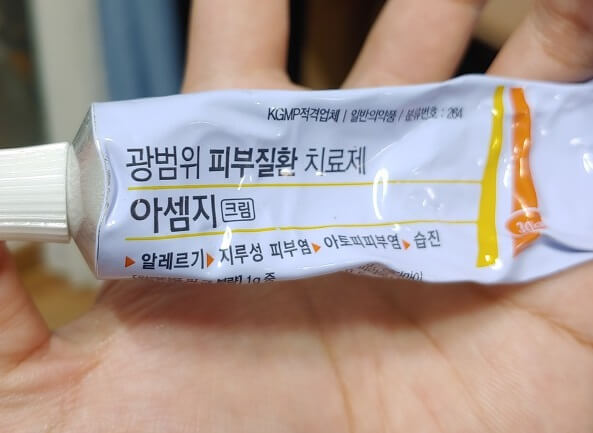 KGMP적격업체 / 일반의약품 / 분류번호 : 264
광범위 피부질환 치료제
아셈지 크림
▶알레르기▶지루성 피부염▶아토피피부염▶습진
1g 중